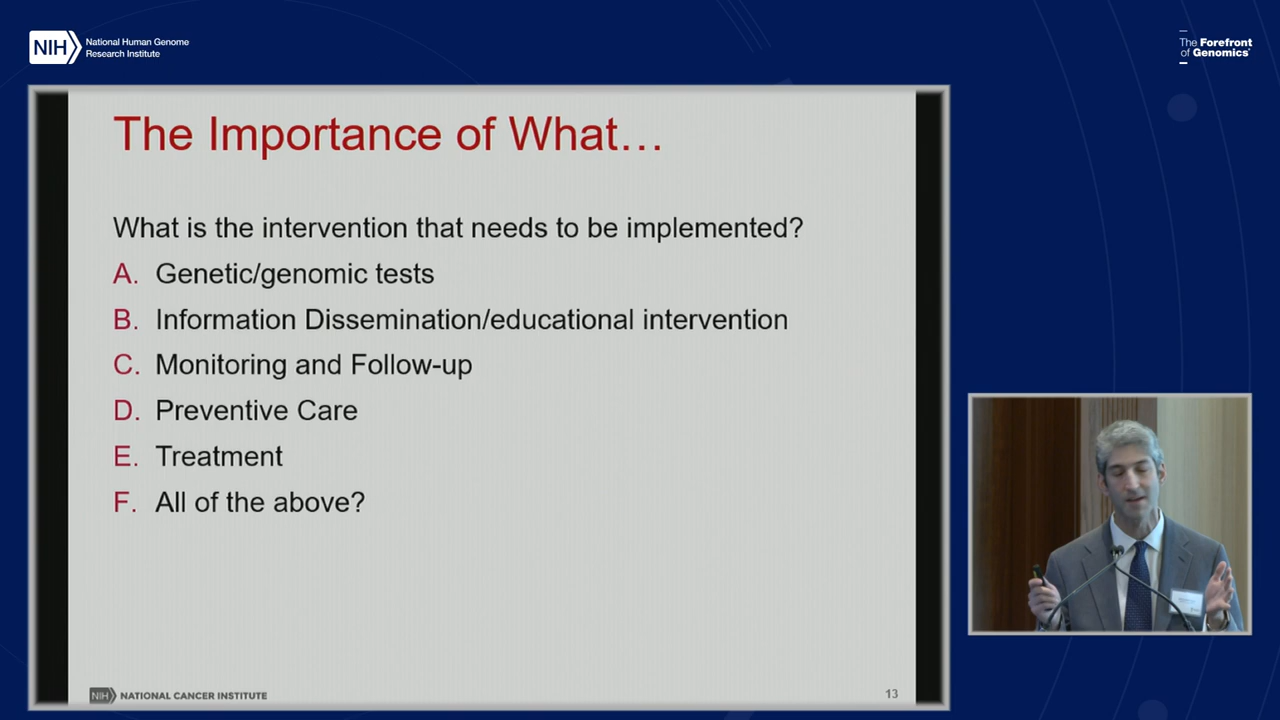 NIH
National Human Genome
Research Institute
The Forefront
of Genomics®
The Importance of What…
What is the intervention that needs to be implemented?
A. Genetic/genomic tests
B. Information Dissemination/educational intervention
C. Monitoring and Follow-up
D. Preventive Care
E. Treatment
F. All of the above?
NIH NATIONAL CANCER INSTITUTE
13